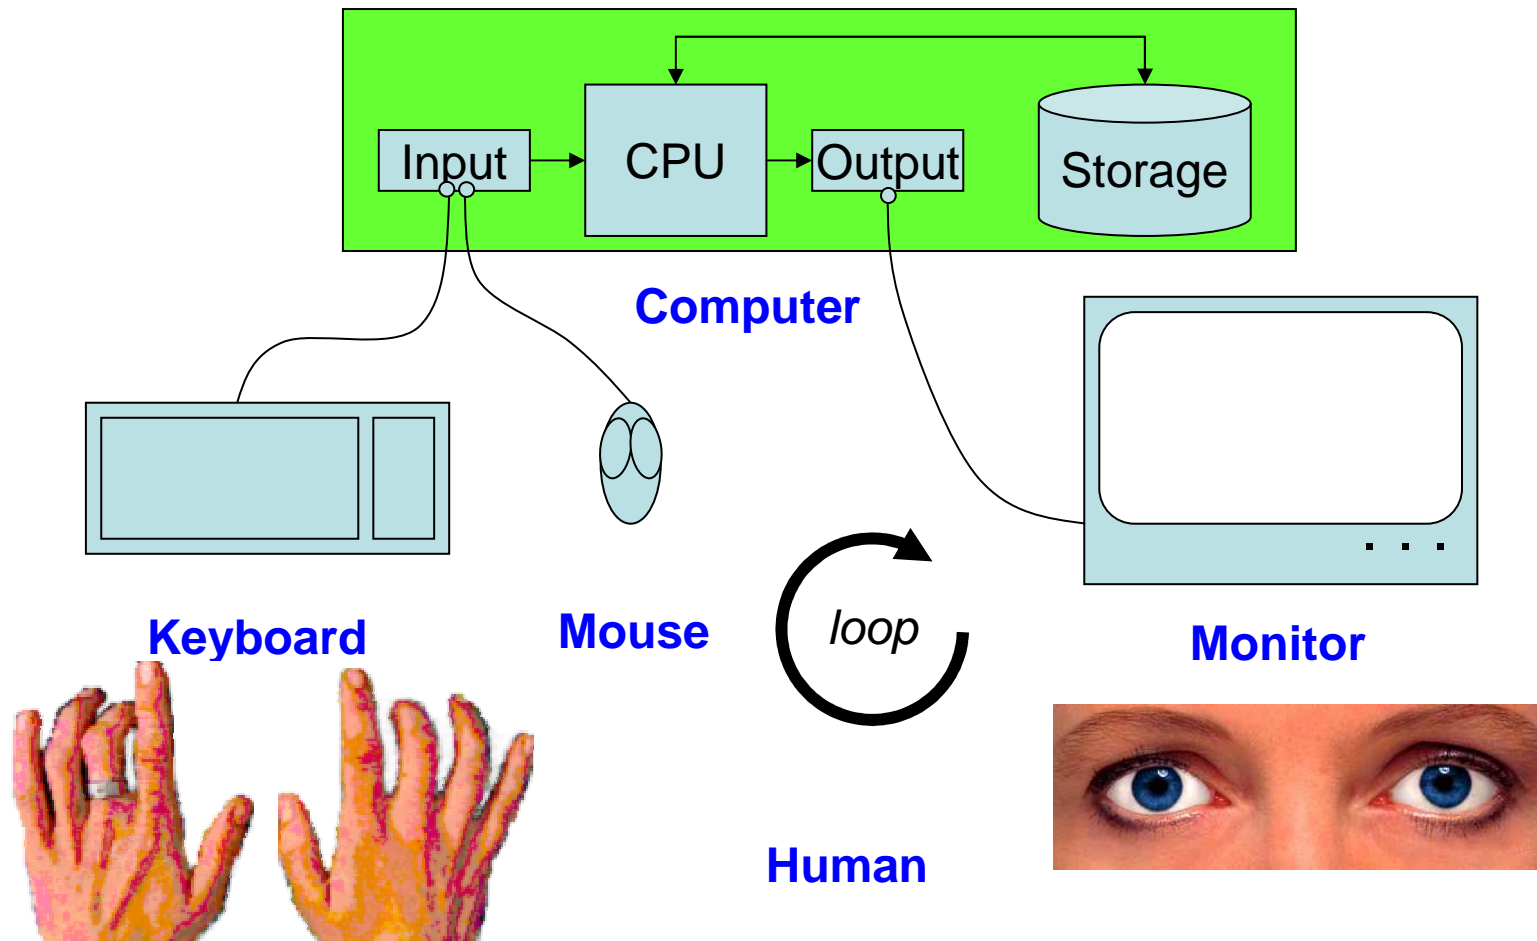 Input
CPU
Output
Storage
Computer
Keyboard
Mouse
loop
Monitor
Human